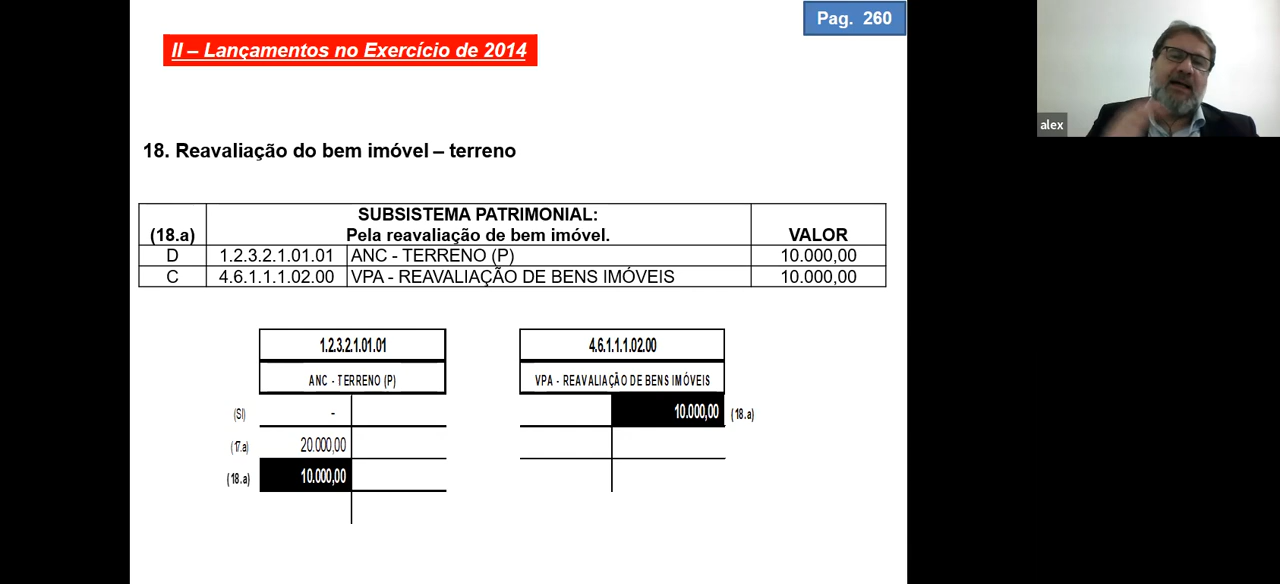 Pag. 260
II – Lançamentos no Exercício de 2014
alex
18. Reavaliação do bem imóvel – terreno
SUBSISTEMA PATRIMONIAL:
(18.a) Pela reavaliação de bem imóvel. VALOR
D 1.2.3.2.1.01.01 ANC - TERRENO (P) 10.000,00
C 4.6.1.1.1.02.00 VPA - REAVALIAÇÃO DE BENS IMÓVEIS 10.000,00
1.2.3.2.1.01.01 4.6.1.1.1.02.00
ANC - TERRENO (P) VPA - REAVALIAÇÃO DE BENS IMÓVEIS
(SI) - 10.000,00 (18.a)
(17.a) 20.000,00
(18.a) 10.000,00